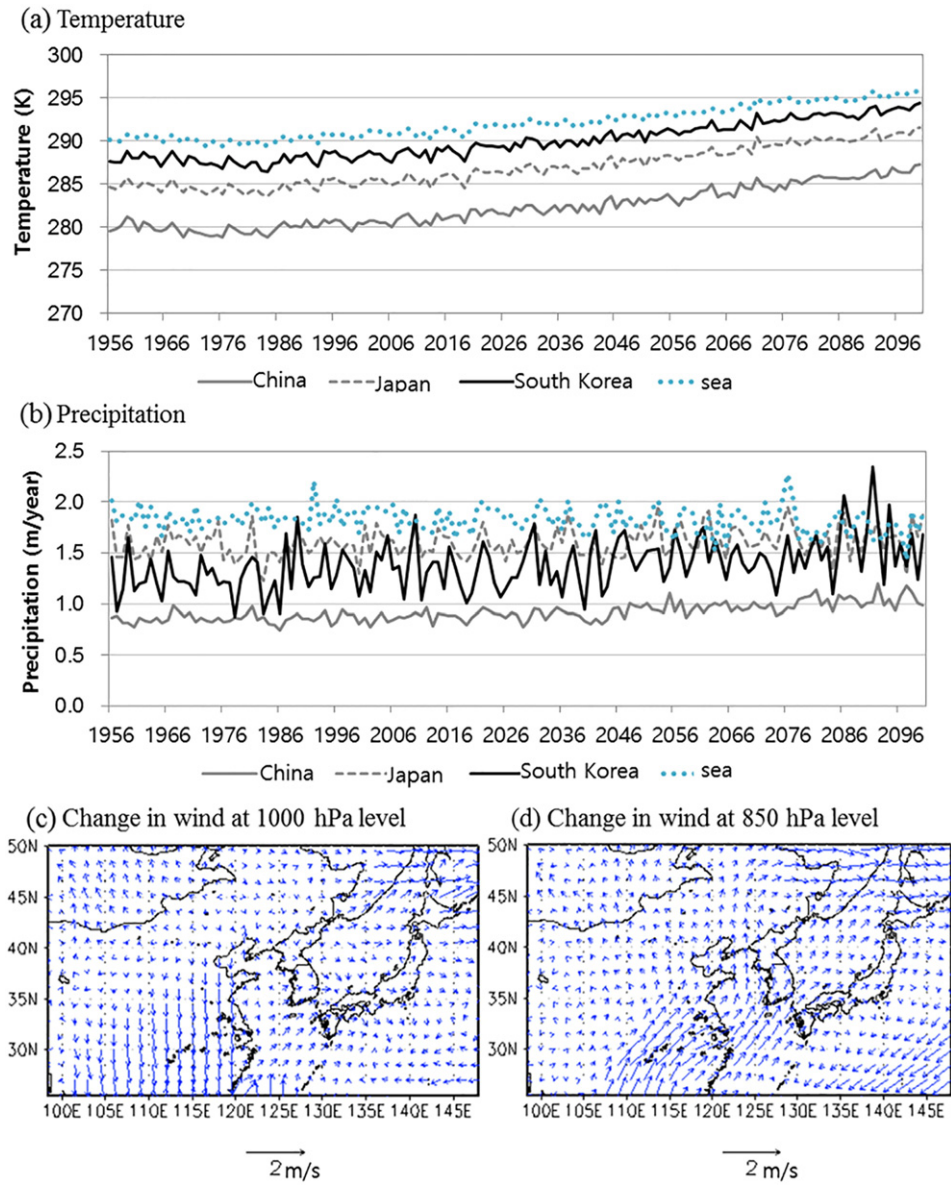 (a) Temperature
300
295
290
285
280
275
270
Temperature (K)
1956 1966 1976 1986 1996 2006 2016 2026 2036 2046 2056 2066 2076 2086 2096
China Japan South Korea sea
(b) Precipitation
2.5
2.0
1.5
1.0
0.5
0.0
Precipitation (m/year)
1956 1966 1976 1986 1996 2006 2016 2026 2036 2046 2056 2066 2076 2086 2096
China Japan South Korea sea
(c) Change in wind at 1000 hPa level
50N
45N
40N
35N
30N
100E 105E 110E 115E 120E 125E 130E 135E 140E 145E
2 m/s
(d) Change in wind at 850 hPa level
50N
45N
40N
35N
30N
100E 105E 110E 115E 120E 125E 130E 135E 140E 145E
2 m/s